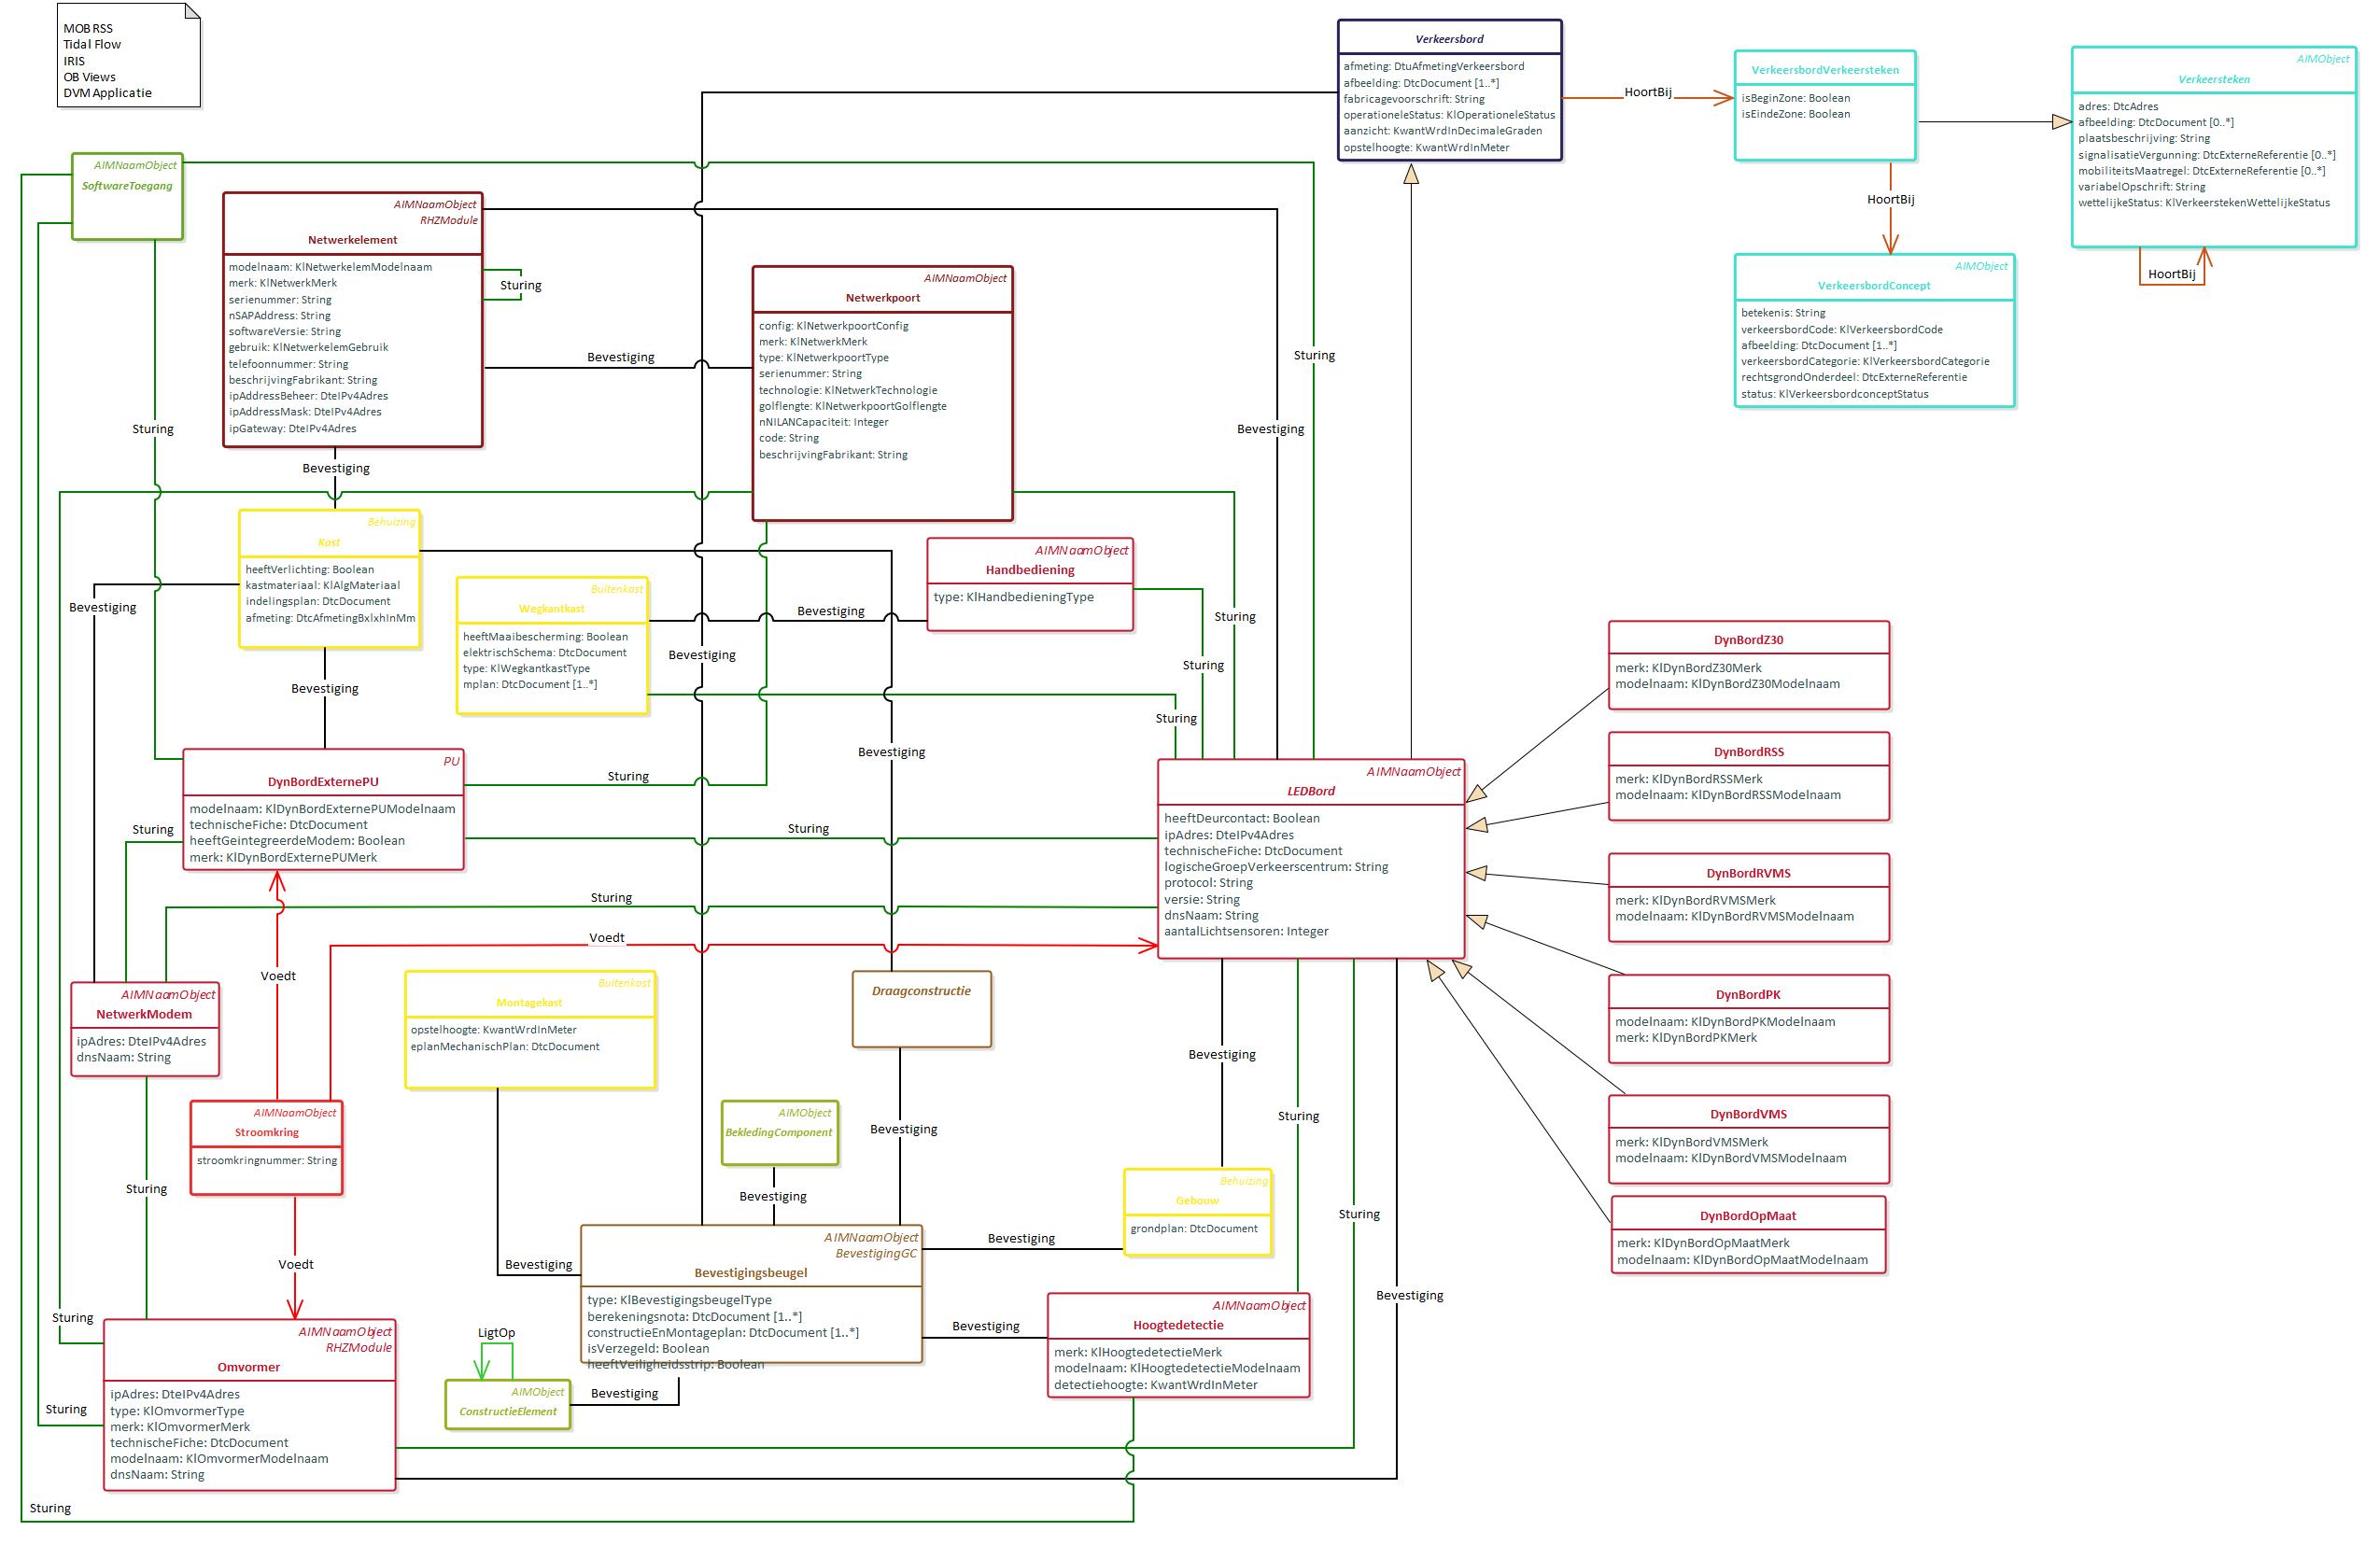 MOB RSS
Tidal Flow
IRIS
OB Views
DVM Applicatie
Verkeersbord
afmeting: DtuAfmetingVerkeersbord
afbeelding: DtcDocument [1..*]
fabricagevoorschrift: String
operationeleStatus: KlOperationeleStatus
aanzicht: KwantWrdInDecimaleGraden
opstelhoogte: KwantWrdInMeter
HoortBij
VerkeersbordVerkeersteken
isBeginZone: Boolean
isEindeZone: Boolean
AIMObject
Verkeersteken
adres: DtcAdres
afbeelding: DtcDocument [0..*]
plaatsbeschrijving: String
signalisatieVergunning: DtcExterneReferentie [0..*]
mobiliteitsMaatregel: DtcExterneReferentie [0..*]
variabelOpschrift: String
wettelijkeStatus: KlVerkeerstekenWettelijkeStatus
HoortBij
HoortBij
AIMObject
VerkeersbordConcept
betekenis: String
verkeersbordCode: KlVerkeersbordCode
afbeelding: DtcDocument [1..*]
verkeersbordCategorie: KlVerkeersbordCategorie
rechtsgrondOnderdeel: DtcExterneReferentie
status: KlVerkeersbordconceptStatus
AIMNaamObject
SoftwareToegang
AIMNaamObject
RHZModule
Netwerkelement
modelnaam: KlNetwerkelemModelnaam
merk: KlNetwerkMerk
serienummer: String
nSAPAddress: String
softwareVersie: String
gebruik: KlNetwerkelemGebruik
telefoonnummer: String
beschrijvingFabrikant: String
ipAddressBeheer: DteIPv4Adres
ipAddressMask: DteIPv4Adres
ipGateway: DteIPv4Adres
Sturing
Bevestiging
AIMNaamObject
Netwerkpoort
config: KlNetwerkpoortConfig
merk: KlNetwerkMerk
type: KlNetwerkpoortType
serienummer: String
technologie: KlNetwerkTechnologie
golflengte: KlNetwerkpoortGolflengte
nNILANCapaciteit: Integer
code: String
beschrijvingFabrikant: String
Sturing
Bevestiging
Sturing
Bevestiging
Behuizing
Kast
heeftVerlichting: Boolean
kastmateriaal: KlAlgMateriaal
indelingsplan: DtcDocument
afmeting: DtcAfmetingBxlxhInMm
Bevestiging
Bevestiging
Buitenkast
Wegkantkast
heeftMaaibescherming: Boolean
elektrischSchema: DtcDocument
type: KlWegkantkastType
mplan: DtcDocument [1..*]
Bevestiging
Bevestiging
AIMNaamObject
Handbediening
type: KlHandbedieningType
Sturing
Sturing
Sturing
Bevestiging
PU
DynBordExternePU
modelnaam: KlDynBordExternePUModelnaam
technischeFiche: DtcDocument
heeftGeintegreerdeModem: Boolean
merk: KlDynBordExternePUMerk
Sturing
Sturing
Sturing
Sturing
Voedt
Voedt
AIMNaamObject
LEDBord
heeftDeurcontact: Boolean
ipAdres: DteIPv4Adres
technischeFiche: DtcDocument
logischeGroepVerkeerscentrum: String
protocol: String
versie: String
dnsNaam: String
aantalLichtsensoren: Integer
DynBordZ30
merk: KlDynBordZ30Merk
modelnaam: KlDynBordZ30Modelnaam
DynBordRSS
merk: KlDynBordRSSMerk
modelnaam: KlDynBordRSSModelnaam
DynBordRVMS
merk: KlDynBordRVMSMerk
modelnaam: KlDynBordRVMSModelnaam
DynBordPK
modelnaam: KlDynBordPKModelnaam
merk: KlDynBordPKMerk
DynBordVMS
merk: KlDynBordVMSMerk
modelnaam: KlDynBordVMSModelnaam
DynBordOpMaat
merk: KlDynBordOpMaatMerk
modelnaam: KlDynBordOpMaatModelnaam
AIMNaamObject
NetwerkModem
ipAdres: DteIPv4Adres
dnsNaam: String
Buitenkast
Montagekast
opstelhoogte: KwantWrdInMeter
eplanMechanischPlan: DtcDocument
Draagconstructie
AIMNaamObject
Stroomkring
stroomkringnummer: String
AIMObject
BekledingComponent
Bevestiging
Bevestiging
Bevestiging
Sturing
Sturing
Sturing
Behuizing
Gebouw
grondplan: DtcDocument
Bevestiging
Bevestiging
AIMNaamObject
BevestigingGC
Bevestigingsbeugel
type: KlBevestigingsbeugelType
berekeningsnota: DtcDocument [1..*]
constructieEnMontageplan: DtcDocument [1..*]
isVerzegeld: Boolean
heeftVeiligheidsstrip: Boolean
Voedt
Bevestiging
Sturing
Bevestiging
AIMNaamObject
Hoogtedetectie
merk: KlHoogtedetectieMerk
modelnaam: KlHoogtedetectieModelnaam
detectiehoogte: KwantWrdInMeter
LigtOp
AIMObject
ConstructieElement
Bevestiging
AIMNaamObject
RHZModule
Omvormer
ipAdres: DteIPv4Adres
type: KlOmvormerType
merk: KlOmvormerMerk
technischeFiche: DtcDocument
modelnaam: KlOmvormerModelnaam
dnsNaam: String
Sturing
Sturing